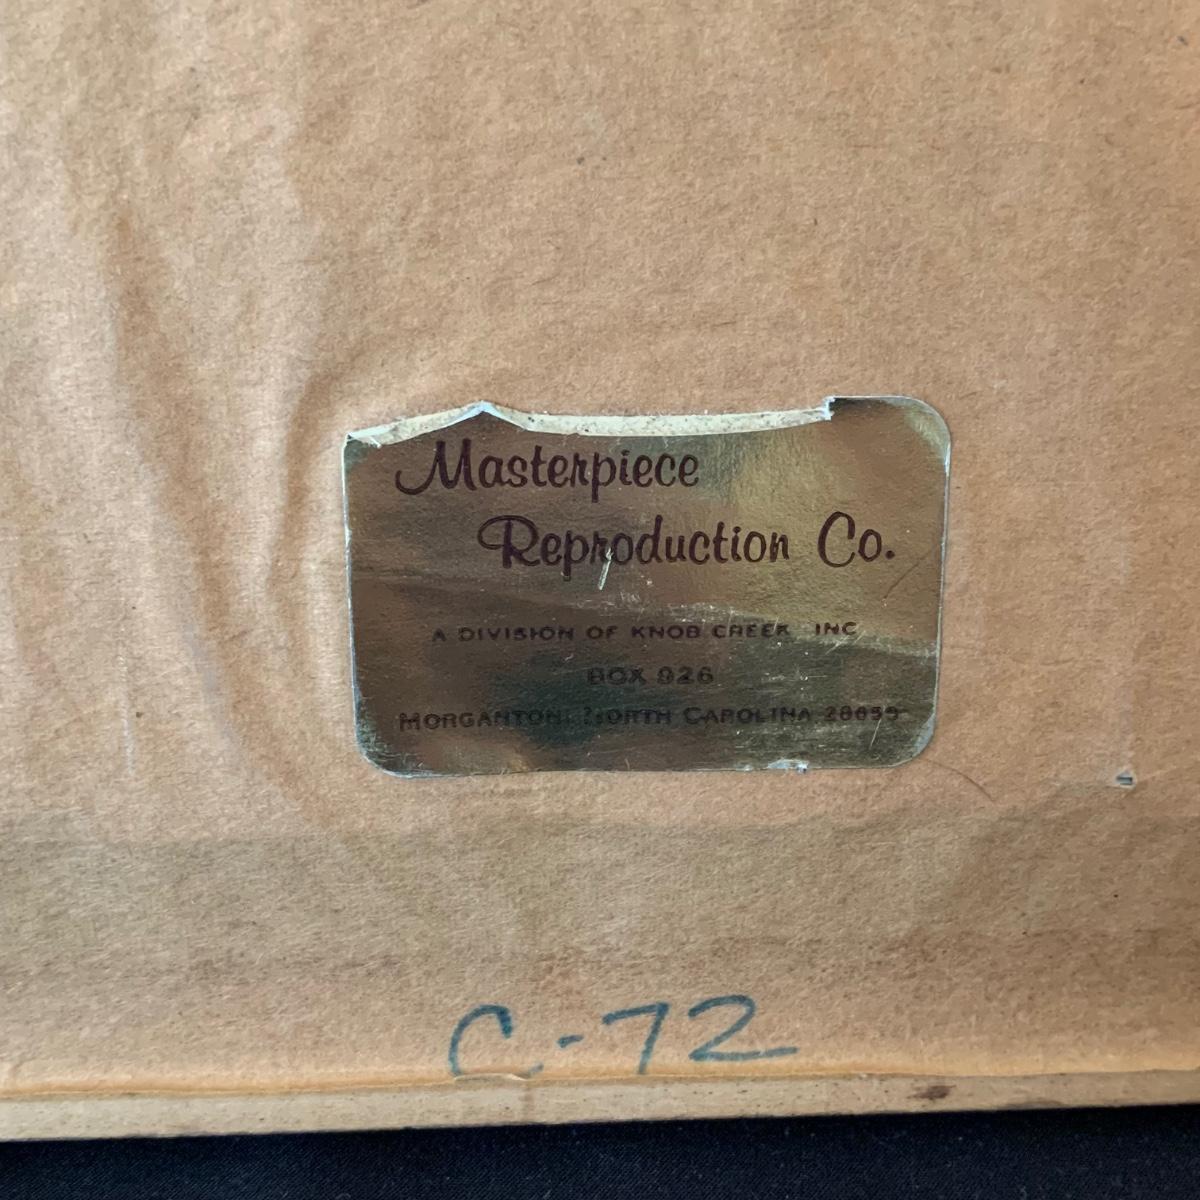 Masterpiece
Reproduction Co.
A DIVISION OF KNOB CREEK INC
BOX 926
MORGANTON, NORTH CAROLINA 28655
C-72